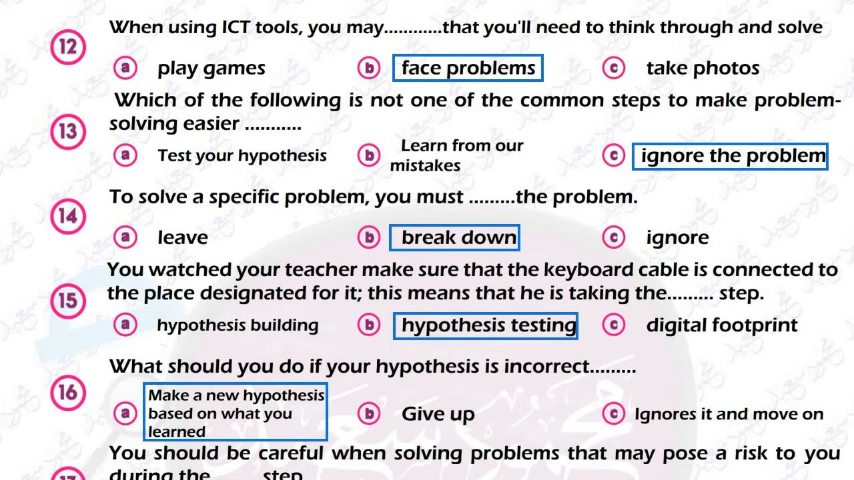 When using ICT tools, you may............that you'll need to think through and solve
12
a play games b face problems c take photos
Which of the following is not one of the common steps to make problem-
13
solving easier ...........
a Test your hypothesis b Learn from our mistakes c ignore the problem
To solve a specific problem, you must .........the problem.
14
a leave b break down c ignore
You watched your teacher make sure that the keyboard cable is connected to
15
the place designated for it; this means that he is taking the......... step.
a hypothesis building b hypothesis testing c digital footprint
What should you do if your hypothesis is incorrect.........
16
a Make a new hypothesis based on what you learned b Give up c Ignores it and move on
You should be careful when solving problems that may pose a risk to you
during the ........ step